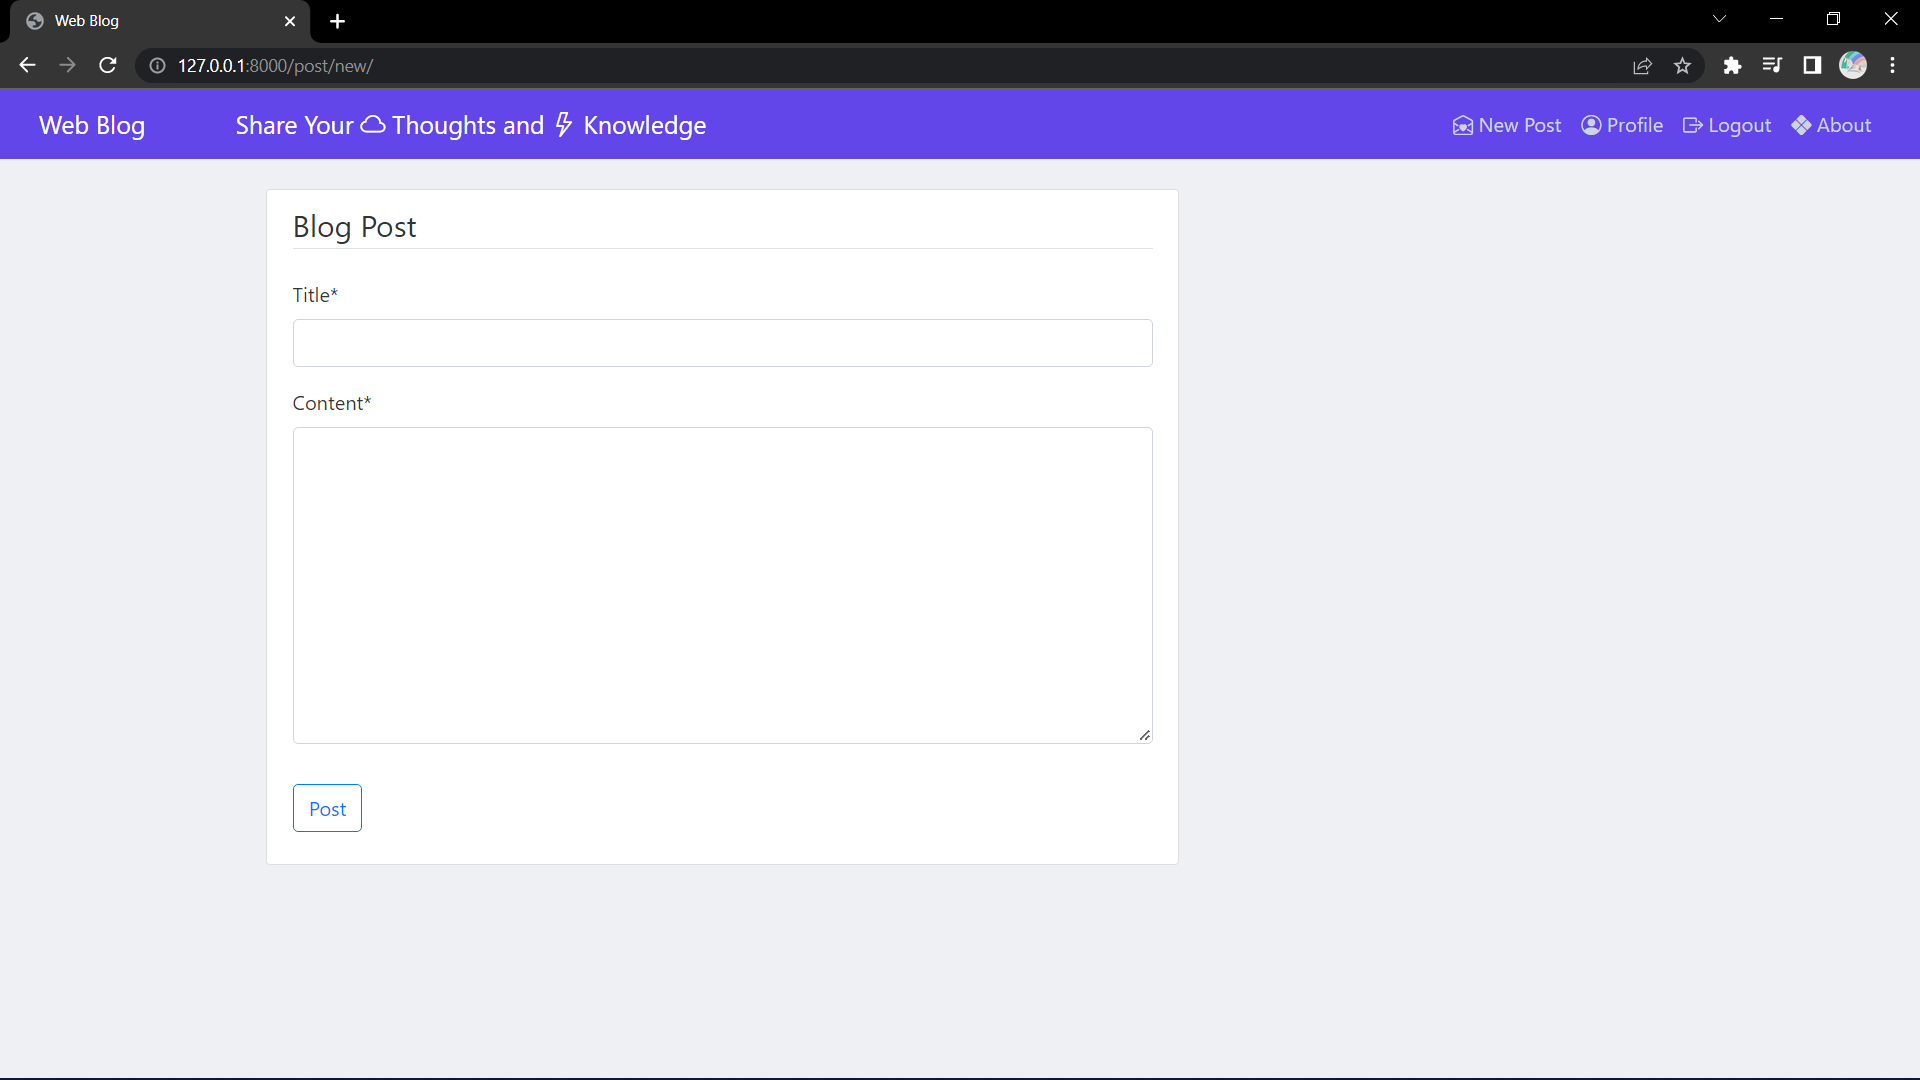 Web Blog
127.0.0.1:8000/post/new/
Web Blog
Share Your Thoughts and Knowledge
New Post Profile Logout About
Blog Post
Title*
Content*
Post